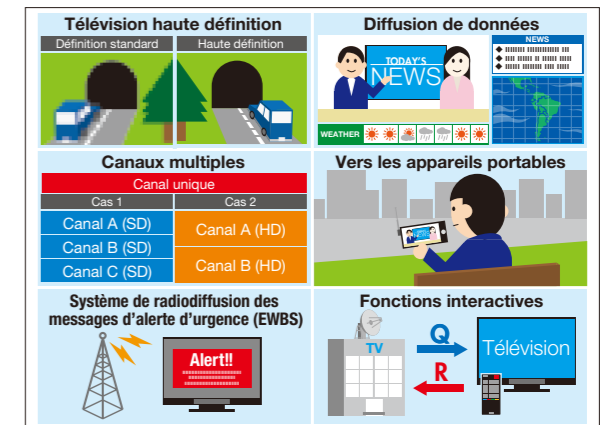 Télévision haute définition
Définition standard
Haute définition
Diffusion de données
TODAY'S
NEWS
NEWS
WEATHER
Canaux multiples
Canal unique
Cas 1
Cas 2
Canal A (SD)
Canal B (SD)
Canal C (SD)
Canal A (HD)
Canal B (HD)
Vers les appareils portables
Système de radiodiffusion des
messages d'alerte d'urgence (EWBS)
Alert!!
Fonctions interactives
TV
Q
R
Télévision